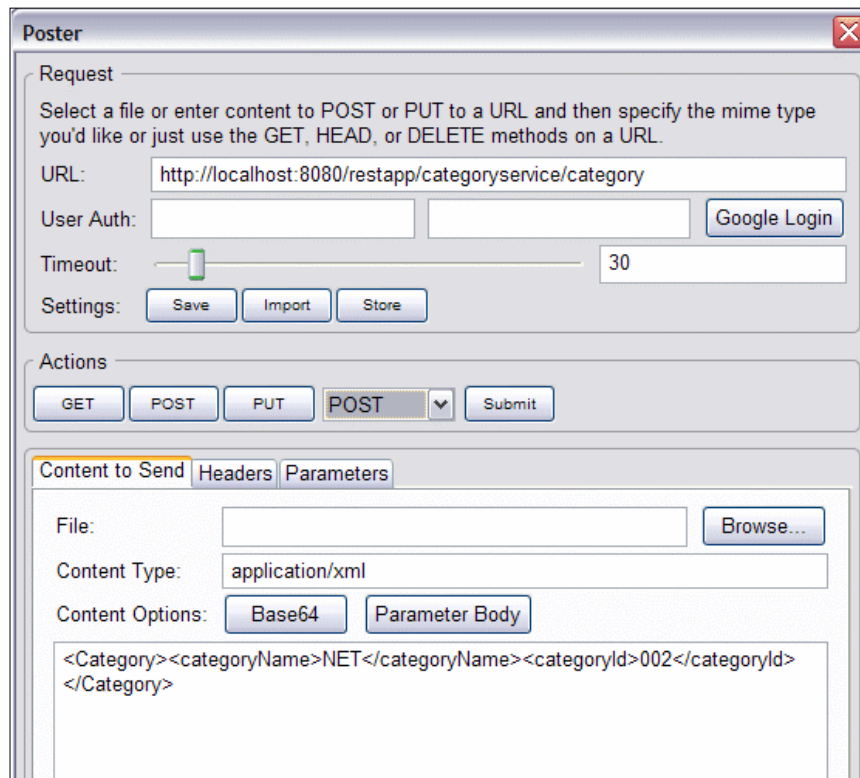 Poster
Request
Select a file or enter content to POST or PUT to a URL and then specify the mime type
you'd like or just use the GET, HEAD, or DELETE methods on a URL.
URL: http://localhost:8080/restapp/categoryservice/category
User Auth: Google Login
Timeout: 30
Settings: Save Import Store
Actions
GET POST PUT POST Submit
Content to Send Headers Parameters
File: Browse...
Content Type: application/xml
Content Options: Base64 Parameter Body
<Category><categoryName>NET</categoryName><categoryId>002</categoryId>
</Category>